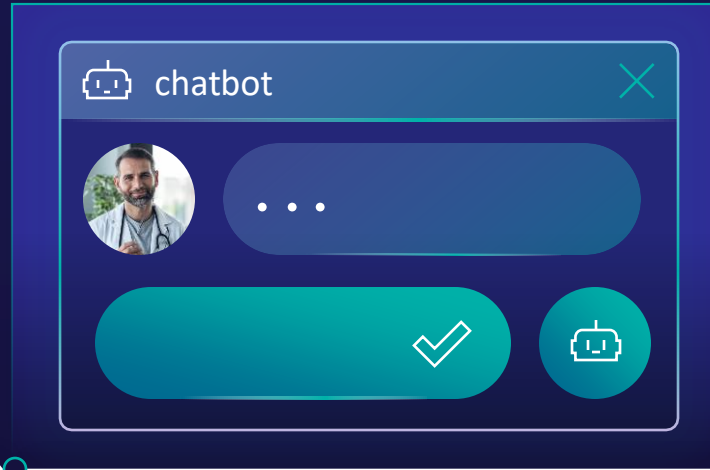 chatbot
. . .